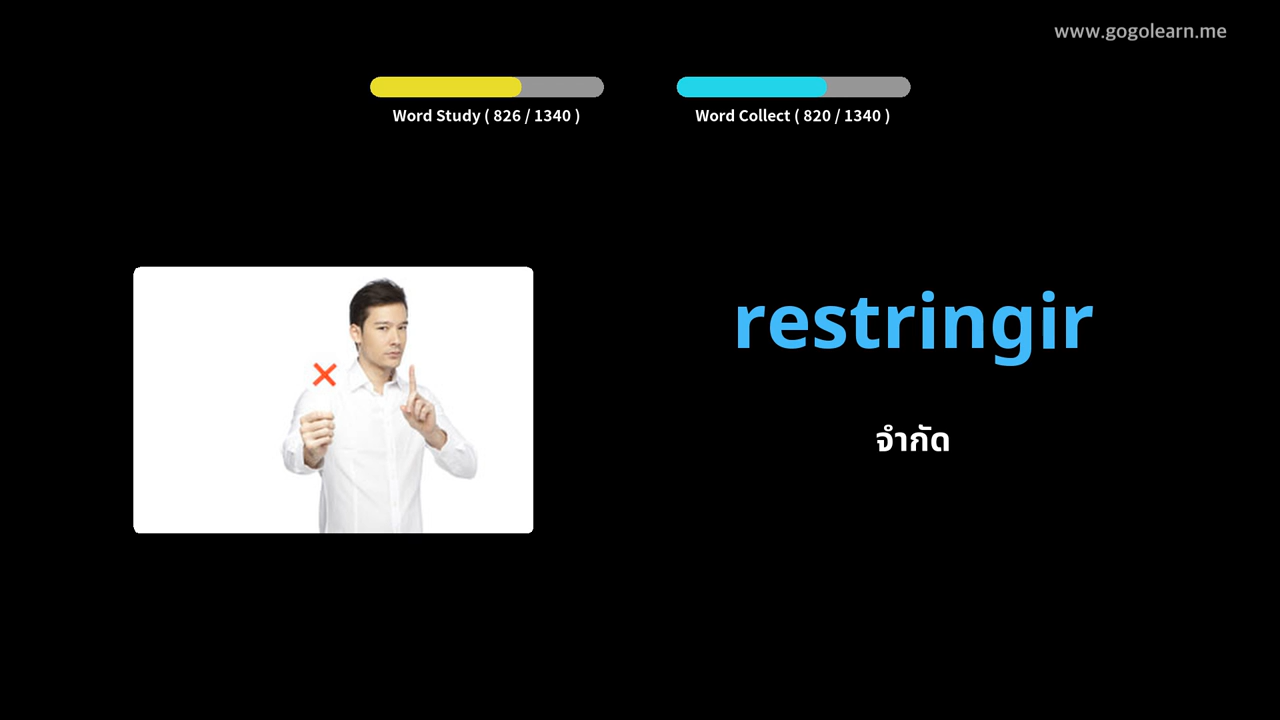 www.gogolearn.me
Word Study ( 826 / 1340 )
Word Collect ( 820 / 1340 )
restringir
จำกัด